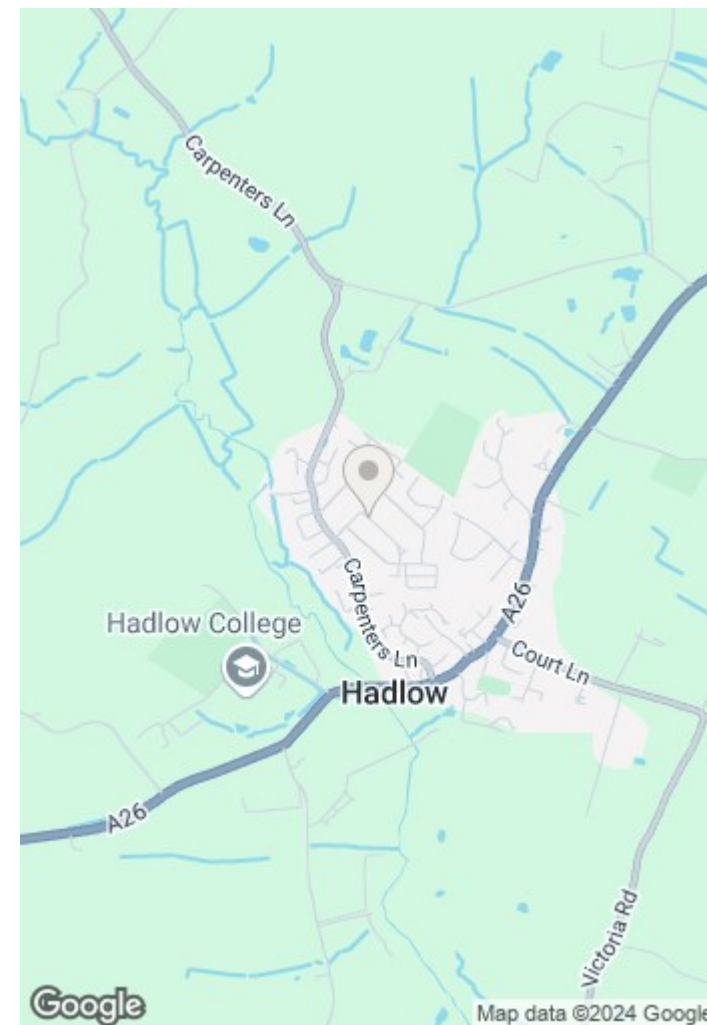 Carpenters Ln
Carpenters Ln
A26
Hadlow College
Court Ln
Hadlow
A26
Victoria Rd
Google
Map data ©2024 Google